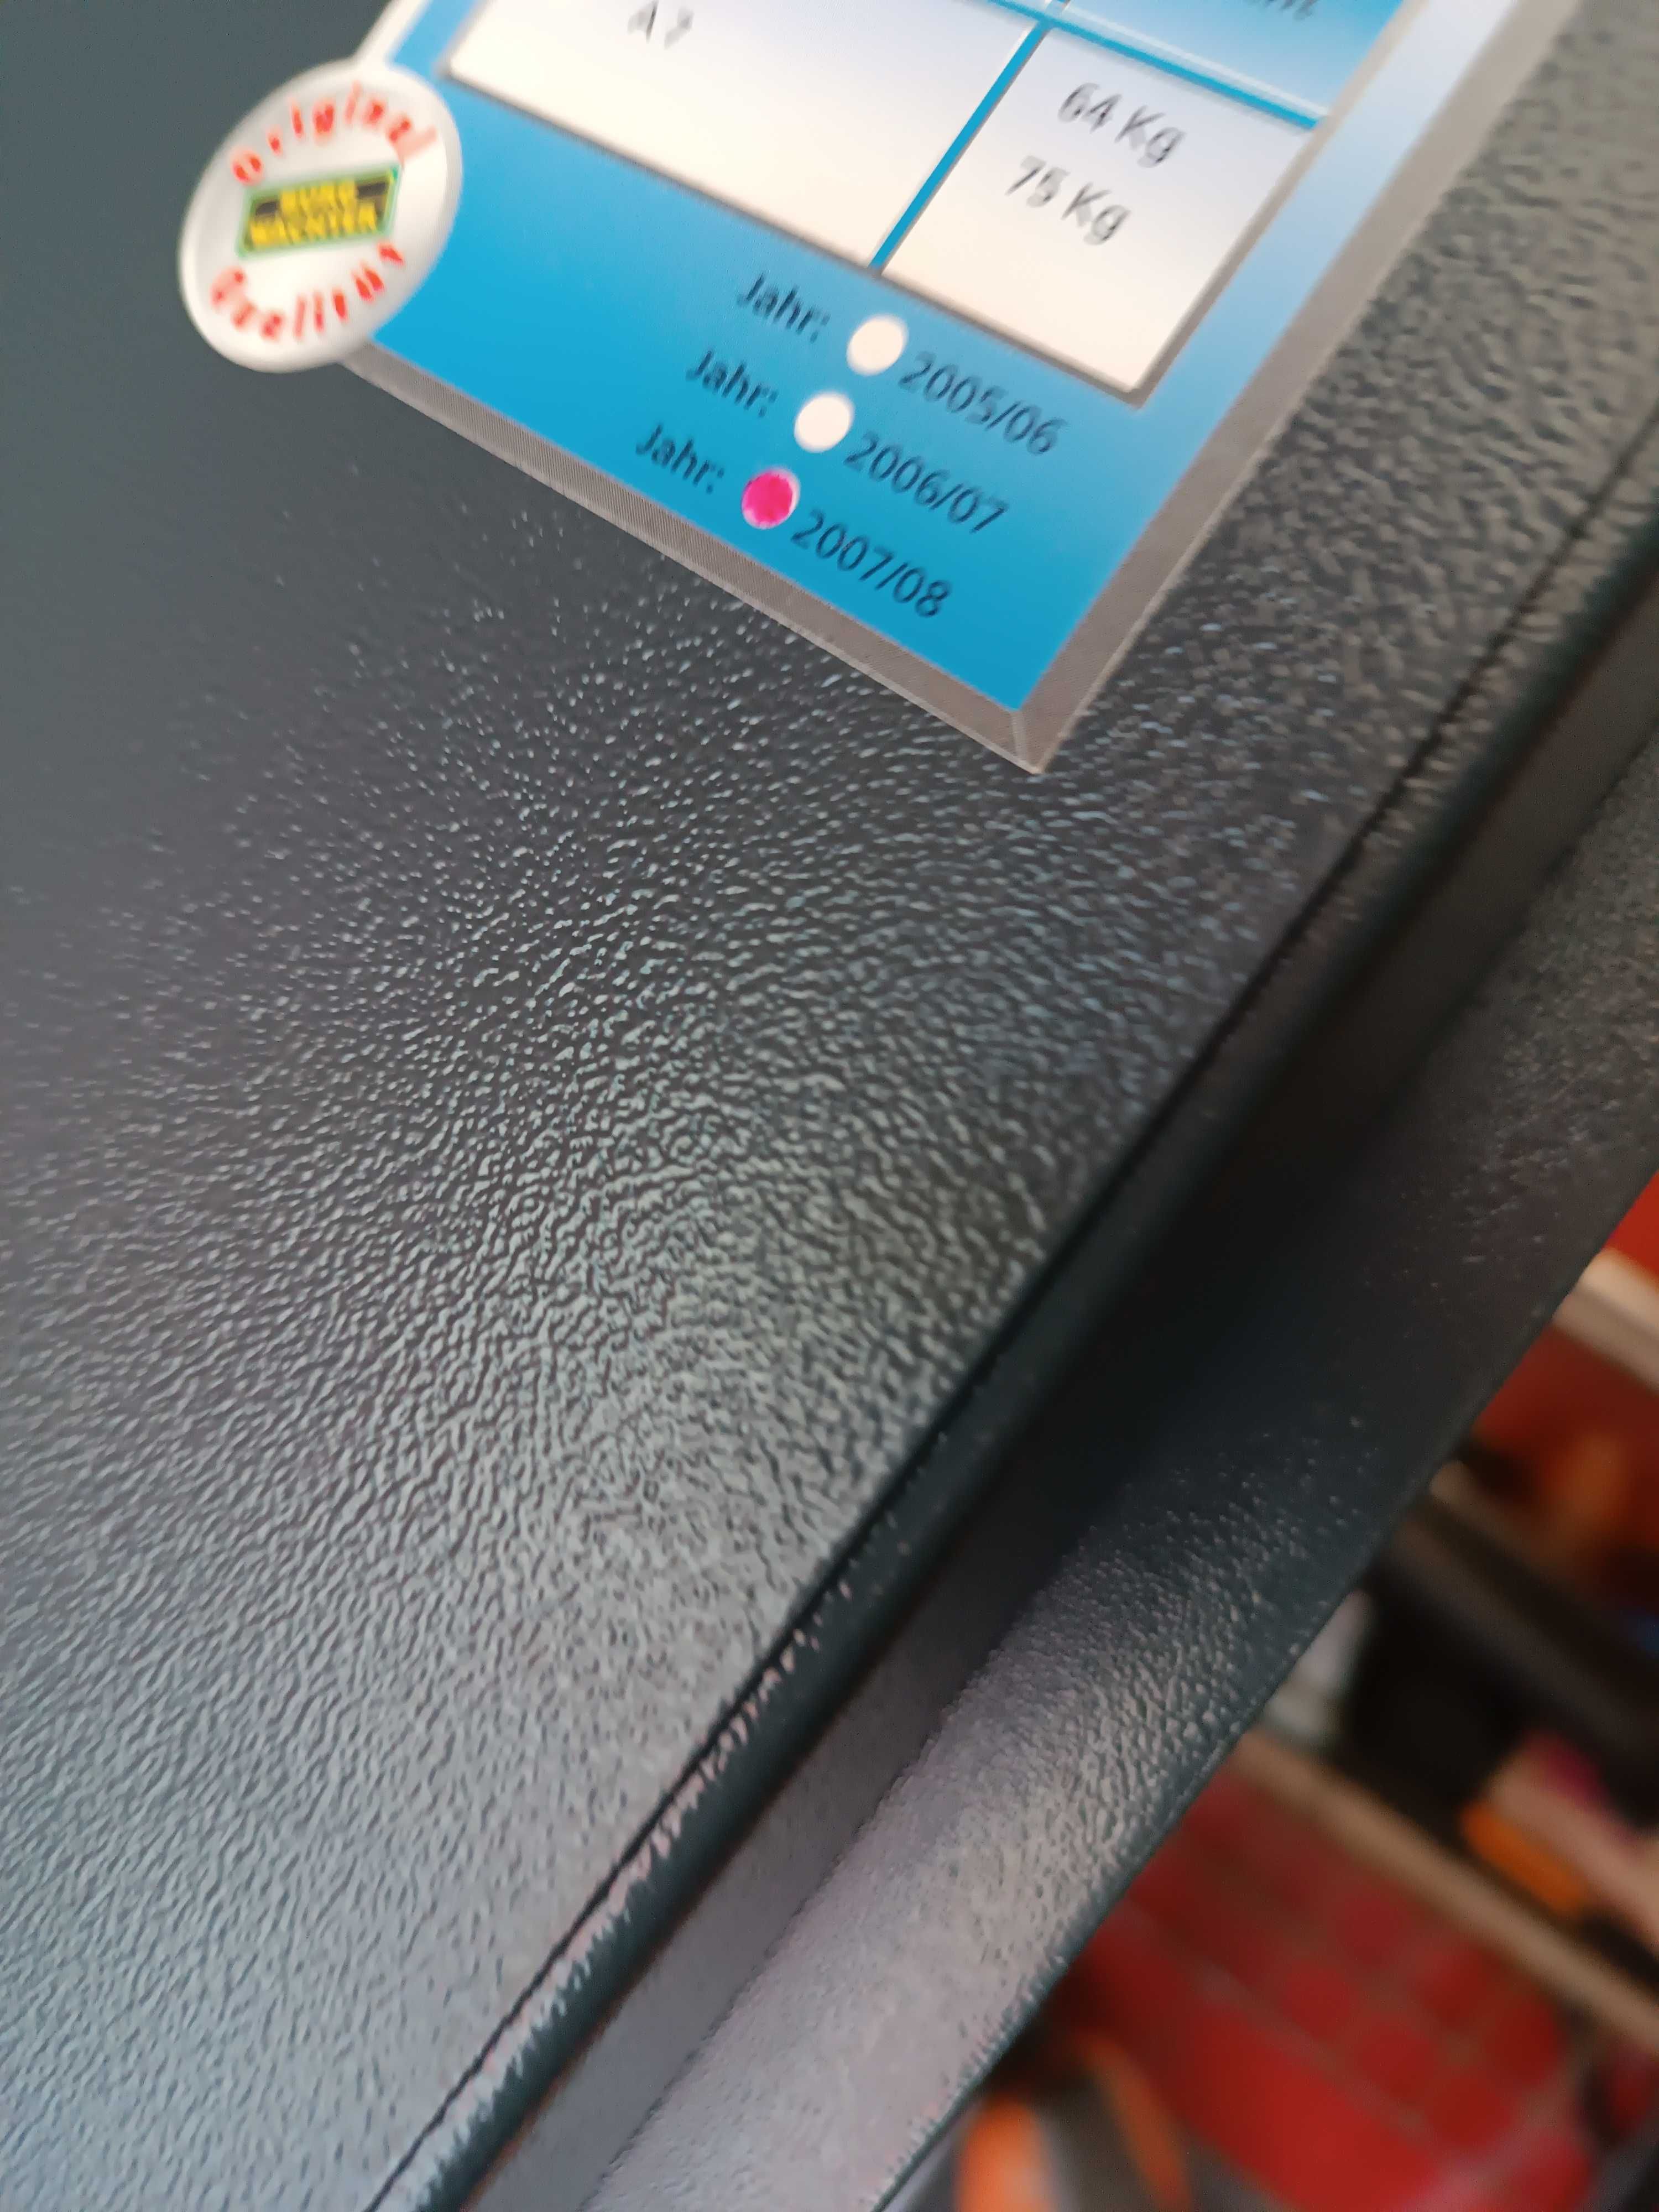 64 Kg
75 Kg
Original
BURG
WÄCHTER
Qualität
Jahr: 2005/06
Jahr: 2006/07
Jahr: 2007/08